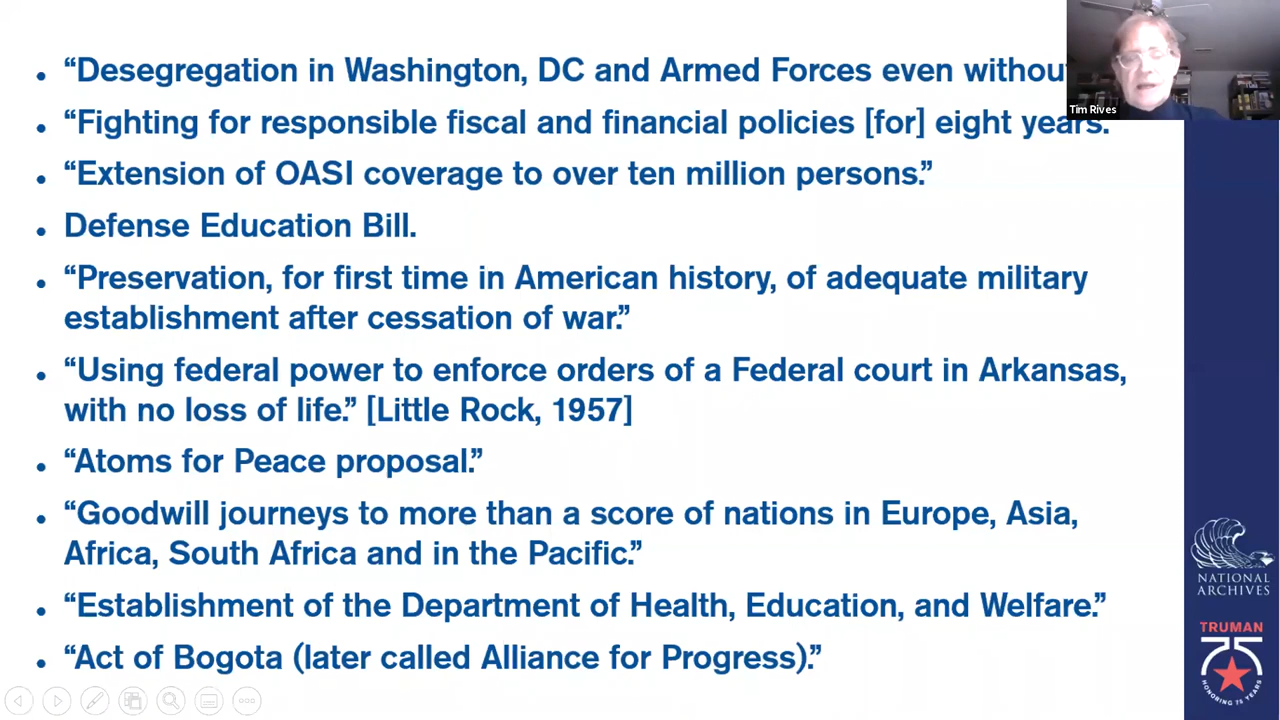 • “Desegregation in Washington, DC and Armed Forces even withou
Tim Rives
• “Fighting for responsible fiscal and financial policies [for] eight years.
• “Extension of OASI coverage to over ten million persons.”
• Defense Education Bill.
• “Preservation, for first time in American history, of adequate military
establishment after cessation of war.”
• “Using federal power to enforce orders of a Federal court in Arkansas,
with no loss of life.” [Little Rock, 1957]
• “Atoms for Peace proposal.”
• “Goodwill journeys to more than a score of nations in Europe, Asia,
Africa, South Africa and in the Pacific.”
• “Establishment of the Department of Health, Education, and Welfare.”
• “Act of Bogota (later called Alliance for Progress).”
NATIONAL
ARCHIVES
TRUMAN
75
HONORING 75 YEARS